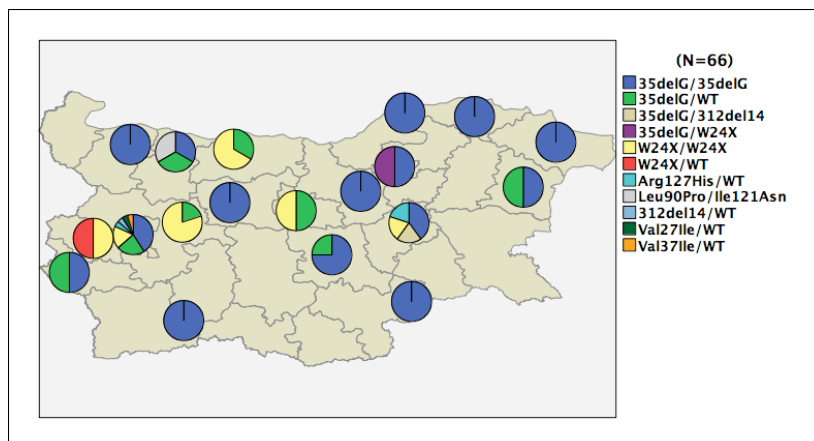 (N=66)
35delG/35delG
35delG/WT
35delG/312del14
35delG/W24X
W24X/W24X
W24X/WT
Arg127His/WT
Leu90Pro/Ile121Asn
312del14/WT
Val27Ile/WT
Val37Ile/WT